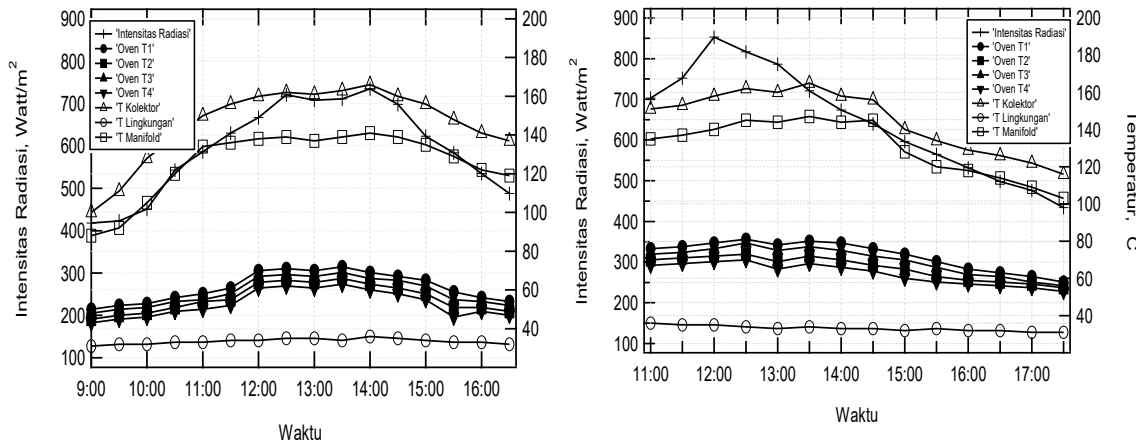 900
800
700
600
500
400
300
200
100
Intensitas Radiasi, Watt/m²
'Intensitas Radiasi'
'Oven T1'
'Oven T2'
'Oven T3'
'Oven T4'
'T Kolektor'
'T Lingkungan'
'T Manifold'
200
180
160
140
120
100
80
60
40
9:00 10:00 11:00 12:00 13:00 14:00 15:00 16:00
Waktu
900
800
700
600
500
400
300
200
100
Intensitas Radiasi, Watt/m²
'Intensitas Radiasi'
'Oven T1'
'Oven T2'
'Oven T3'
'Oven T4'
'T Kolektor'
'T Lingkungan'
'T Manifold'
200
180
160
140
120
100
80
60
40
Temperatur, C
11:00 12:00 13:00 14:00 15:00 16:00 17:00
Waktu